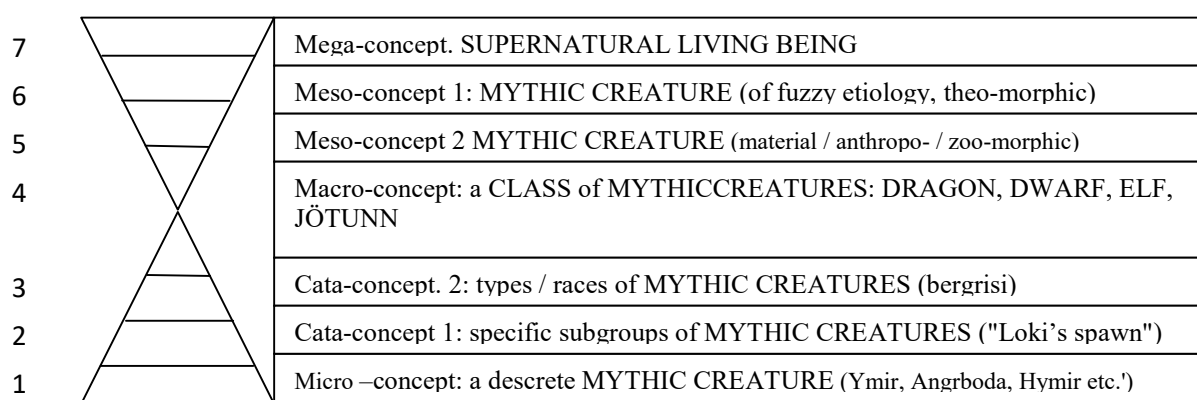 7 Mega-concept. SUPERNATURAL LIVING BEING
6 Meso-concept 1: MYTHIC CREATURE (of fuzzy etiology, theo-morphic)
5 Meso-concept 2 MYTHIC CREATURE (material / anthropo- / zoo-morphic)
4 Macro-concept: a CLASS of MYTHICCREATURES: DRAGON, DWARF, ELF,
JÖTUNN
3 Cata-concept. 2: types / races of MYTHIC CREATURES (bergrisi)
2 Cata-concept 1: specific subgroups of MYTHIC CREATURES ("Loki’s spawn")
1 Micro –concept: a descrete MYTHIC CREATURE (Ymir, Angrboda, Hymir etc.')